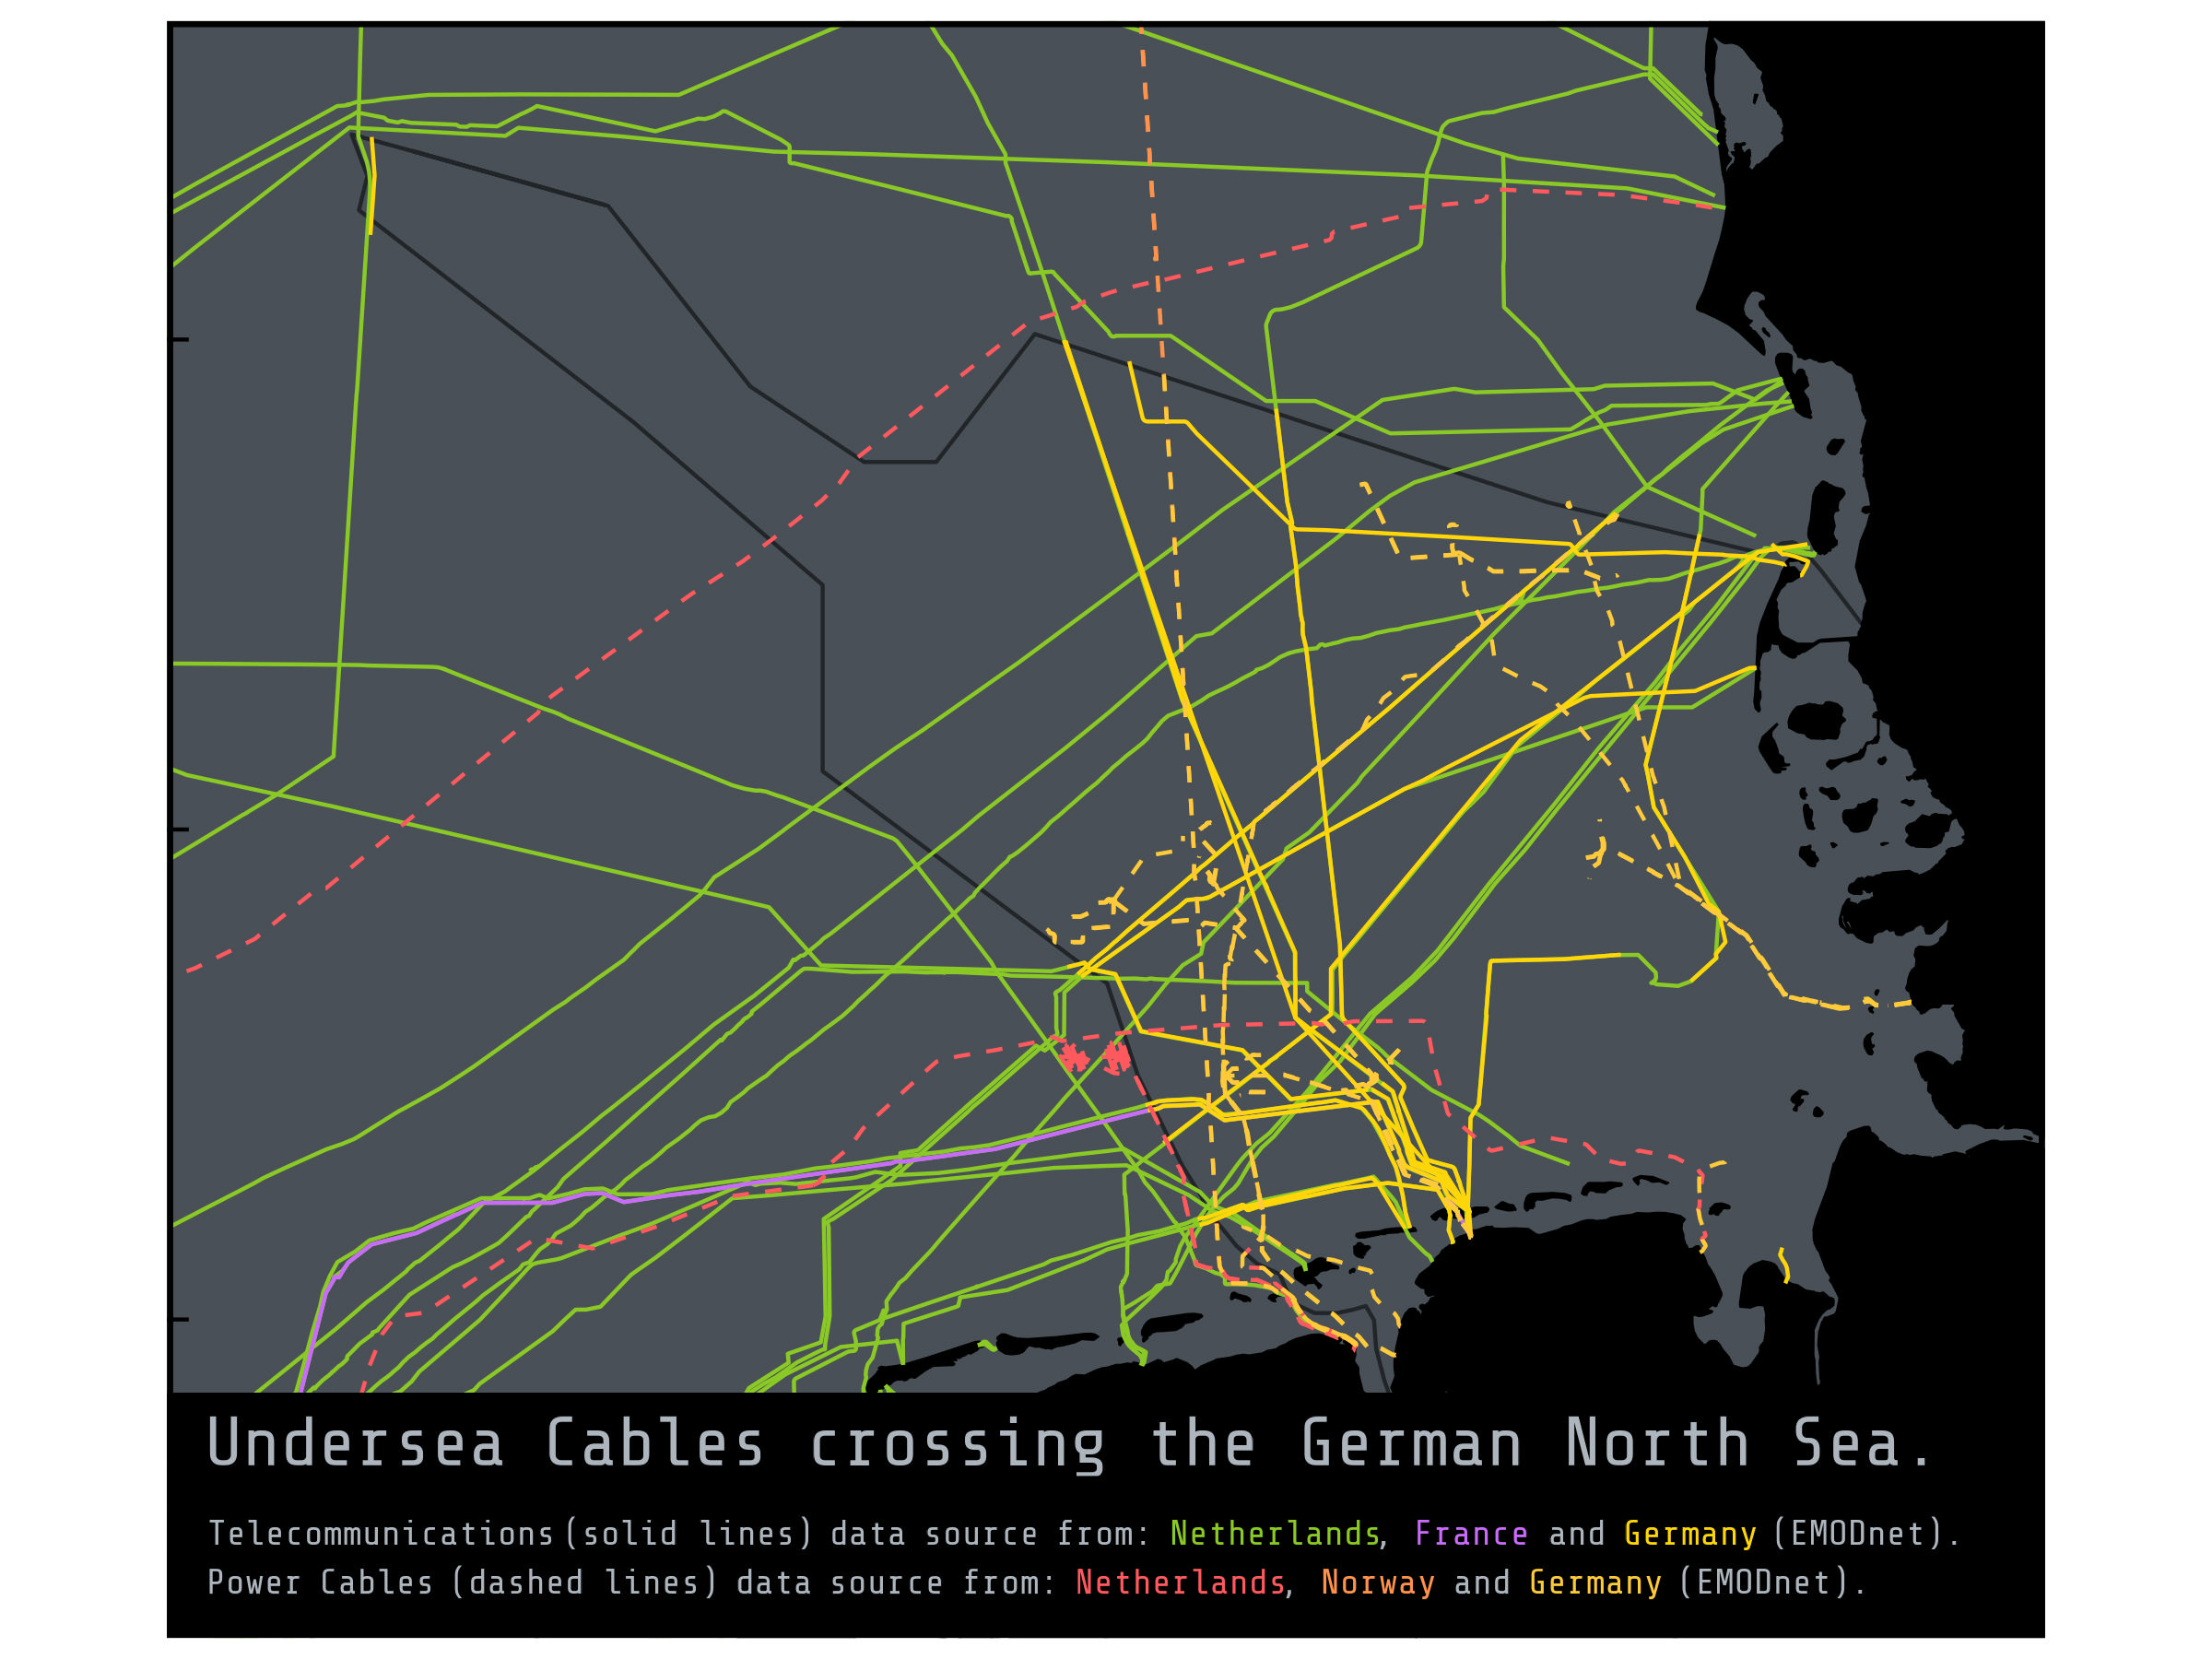 Undersea Cables crossing the German North Sea.
Telecommunications (solid lines) data source from: Netherlands, France and Germany (EMODnet).
Power Cables (dashed lines) data source from: Netherlands, Norway and Germany (EMODnet).